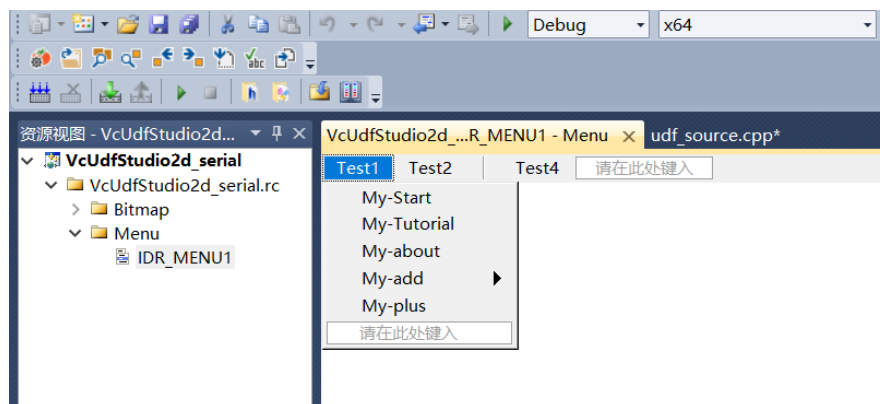 Debug x64
abc
资源视图 - VcUdfStudio2d...
VcUdfStudio2d_...R_MENU1 - Menu udf_source.cpp*
VcUdfStudio2d_serial
Test1 Test2 Test4 请在此处键入
VcUdfStudio2d_serial.rc
My-Start
Bitmap
My-Tutorial
Menu
My-about
IDR_MENU1
My-add
My-plus
请在此处键入